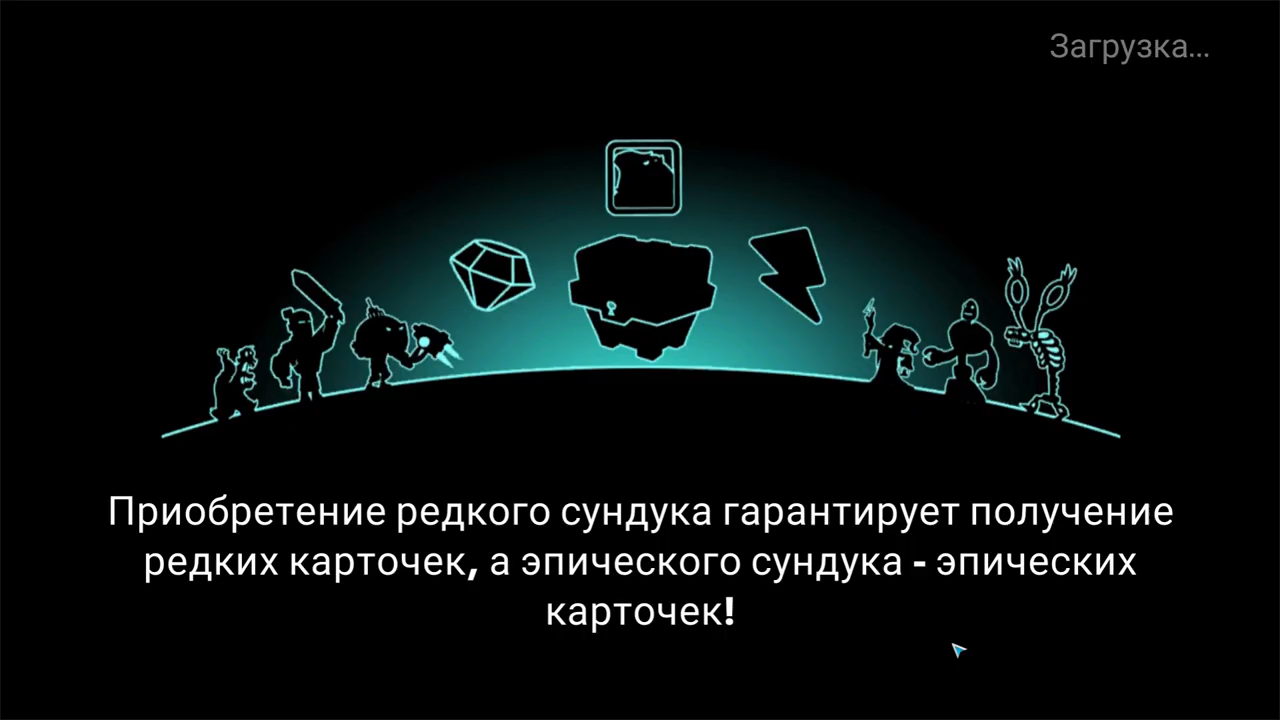 Загрузка...
Приобретение редкого сундука гарантирует получение
редких карточек, а эпического сундука - эпических
карточек!